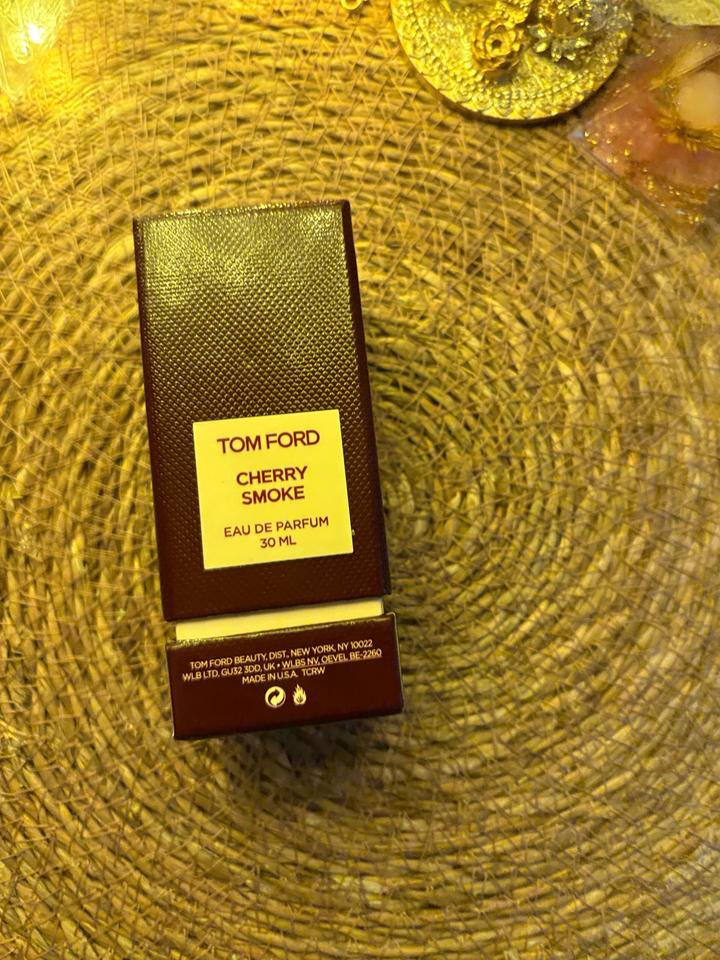 TOM FORD
CHERRY
SMOKE
EAU DE PARFUM
30 ML
TOM FORD BEAUTY, DIST., NEW YORK, NY 10022
WLB LTD, GU32 3DD, UK • WLBS NV, OEVEL BE-2260
MADE IN U.S.A. TCRW